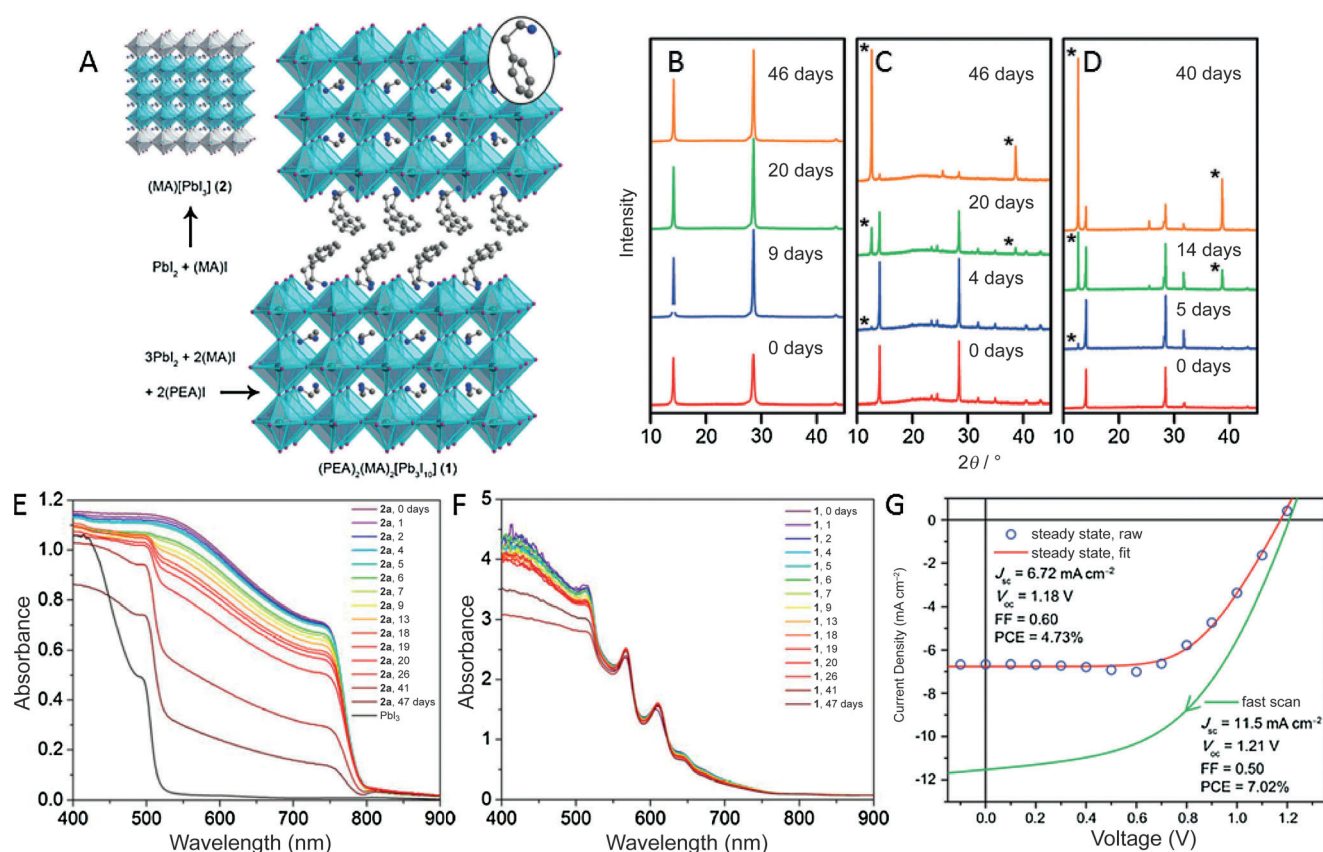 A
(MA)[PbI3] (2)
PbI2 + (MA)I
3PbI2 + 2(MA)I
+ 2(PEA)I
(PEA)2(MA)2[Pb3I10] (1)
B
46 days
20 days
9 days
0 days
10 20 30 40
Intensity
C
*
46 days
*
20 days
*
*
4 days
*
0 days
10 20 30 40
2θ / °
D
*
40 days
*
*
14 days
*
5 days
*
0 days
10 20 30 40
E
1.2
1.0
0.8
0.6
0.4
0.2
0.0
Absorbance
400 500 600 700 800 900
Wavelength (nm)
2a, 0 days
2a, 1
2a, 2
2a, 4
2a, 5
2a, 6
2a, 7
2a, 9
2a, 13
2a, 18
2a, 19
2a, 20
2a, 26
2a, 41
2a, 47 days
PbI3
F
5
4
3
2
1
0
Absorbance
400 500 600 700 800 900
Wavelength (nm)
1, 0 days
1, 1
1, 2
1, 4
1, 5
1, 6
1, 7
1, 9
1, 13
1, 18
1, 19
1, 20
1, 26
1, 41
1, 47 days
G
0
-2
-4
-6
-8
-10
-12
Current Density (mA cm−2)
steady state, raw
steady state, fit
Jsc = 6.72 mA cm−2
Voc = 1.18 V
FF = 0.60
PCE = 4.73%
fast scan
Jsc = 11.5 mA cm−2
Voc = 1.21 V
FF = 0.50
PCE = 7.02%
0.0 0.2 0.4 0.6 0.8 1.0 1.2
Voltage (V)